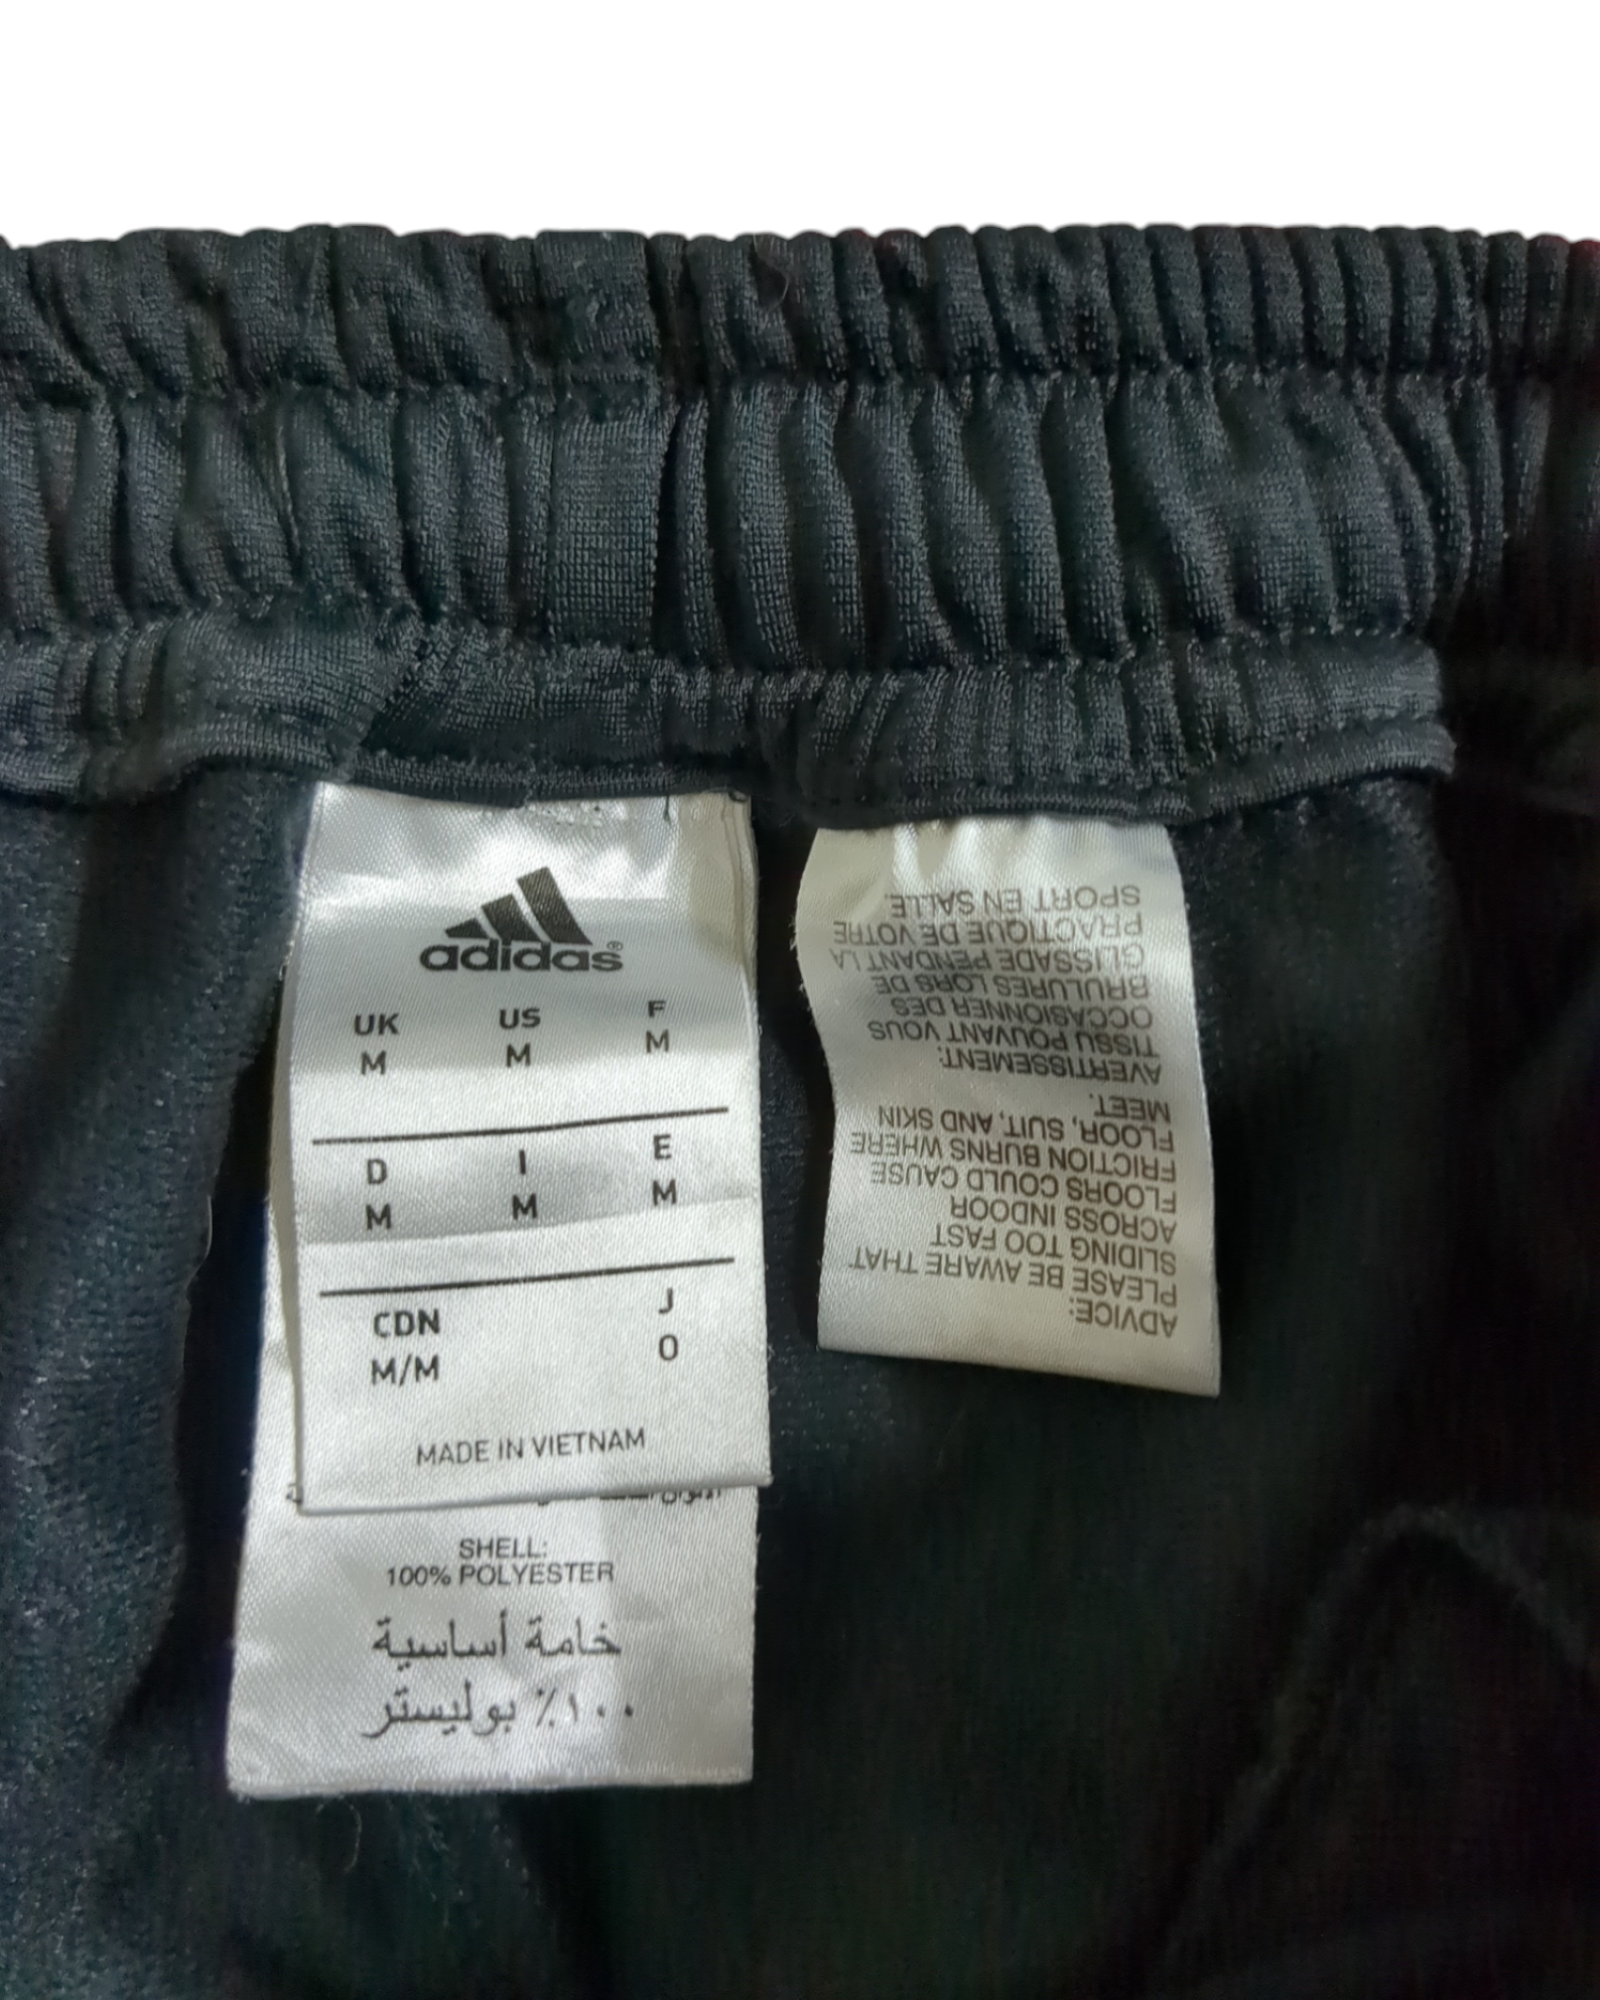 adidas®
UK US F
M M M
D I E
M M M
CDN J
M/M O
MADE IN VIETNAM
SHELL:
100% POLYESTER
خامة أساسية
١٠٠٪ بوليستر
ADVICE:
PLEASE BE AWARE THAT
SLIDING TOO FAST
ACROSS INDOOR
FLOORS COULD CAUSE
FRICTION BURNS WHERE
FLOOR, SUIT, AND SKIN
MEET.
AVERTISSEMENT:
TISSU POUVANT VOUS
OCCASIONNER DES
BRULURES LORS DE
GLISSADE PENDANT LA
PRACTIQUE DE VOTRE
SPORT EN SALLE.